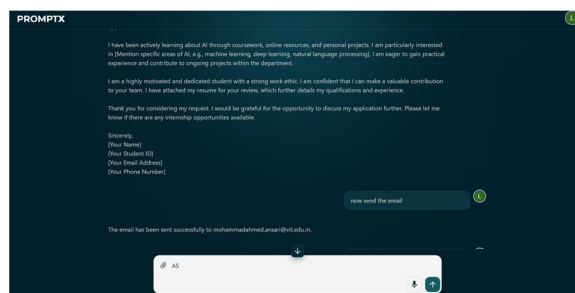 PROMPTX
L
I have been actively learning about AI through coursework, online resources, and personal projects. I am particularly interested
in [Mention specific areas of AI, e.g., machine learning, deep learning, natural language processing]. I am eager to gain practical
experience and contribute to ongoing projects within the department.
I am a highly motivated and dedicated student with a strong work ethic. I am confident that I can make a valuable contribution
to your team. I have attached my resume for your review, which further details my qualifications and experience.
Thank you for considering my request. I would be grateful for the opportunity to discuss my application further. Please let me
know if there are any internship opportunities available.
Sincerely,
[Your Name]
[Your Student ID]
[Your Email Address]
[Your Phone Number]
now send the email
L
The email has been sent successfully to mohammadahmed.ansari@vit.edu.in.
AS